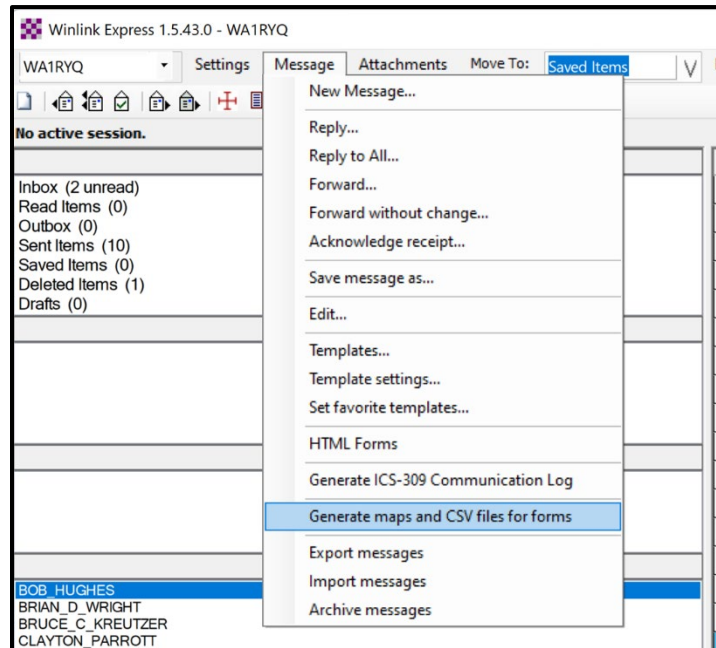 Winlink Express 1.5.43.0 - WA1RYQ
WA1RYQ Settings Message Attachments Move To: Saved Items
No active session.
Inbox (2 unread)
Read Items (0)
Outbox (0)
Sent Items (10)
Saved Items (0)
Deleted Items (1)
Drafts (0)
BOB_HUGHES
BRIAN_D_WRIGHT
BRUCE_C_KREUTZER
CLAYTON_PARROTT
New Message...
Reply...
Reply to All...
Forward...
Forward without change...
Acknowledge receipt...
Save message as...
Edit...
Templates...
Template settings...
Set favorite templates...
HTML Forms
Generate ICS-309 Communication Log
Generate maps and CSV files for forms
Export messages
Import messages
Archive messages